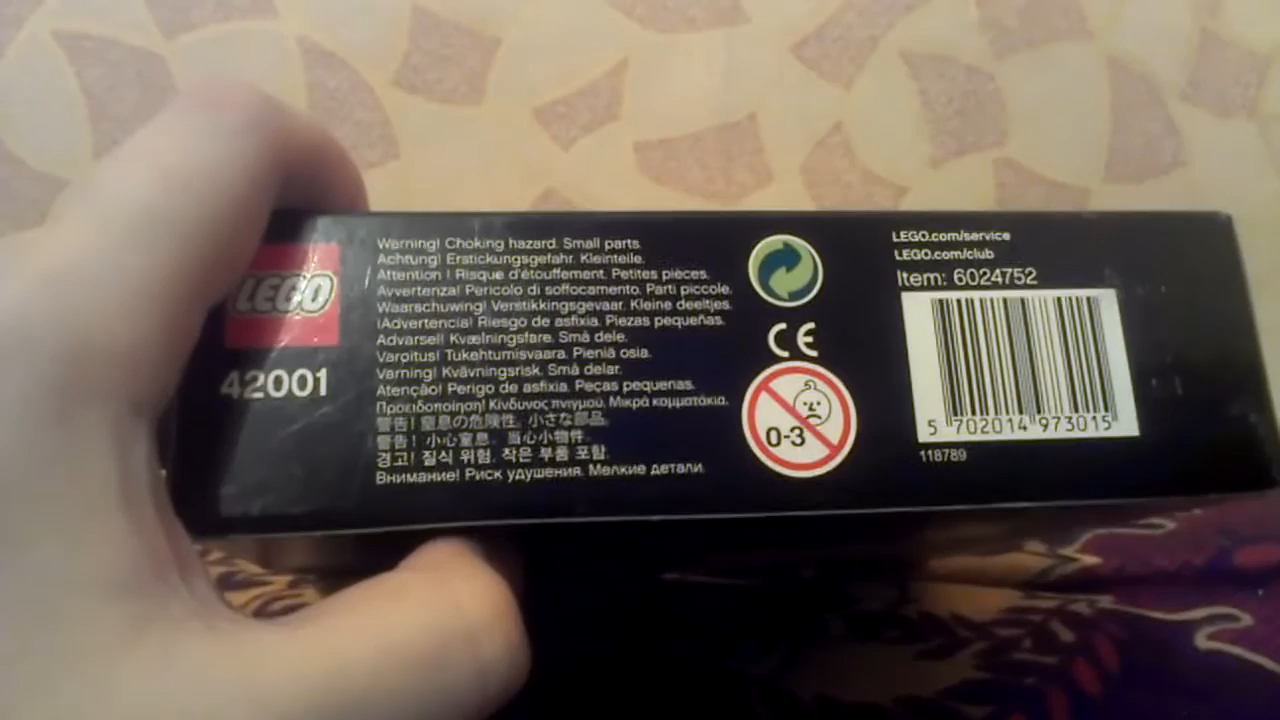 LEGO
42001
Warning! Choking hazard. Small parts.
Achtung! Erstickungsgefahr. Kleinteile.
Attention ! Risque d'étouffement. Petites pièces.
Avvertenza! Pericolo di soffocamento. Parti piccole.
Waarschuwing! Verstikkingsgevaar. Kleine deeltjes.
¡Advertencia! Riesgo de asfixia. Piezas pequeñas.
Advarsel! Kvælningsfare. Små dele.
Varoitus! Tukehtumisvaara. Pieniä osia.
Varning! Kvävningsrisk. Små delar.
Atenção! Perigo de asfixia. Peças pequenas.
Προειδοποίηση! Κίνδυνος πνιγμού. Μικρά κομματάκια.
警告! 窒息の危険性。小さな部品。
警告! 小心窒息。当心小物件。
경고! 질식 위험. 작은 부품 포함.
Внимание! Риск удушения. Мелкие детали.
CE
0-3
LEGO.com/service
LEGO.com/club
Item: 6024752
5 702014 973015
118789